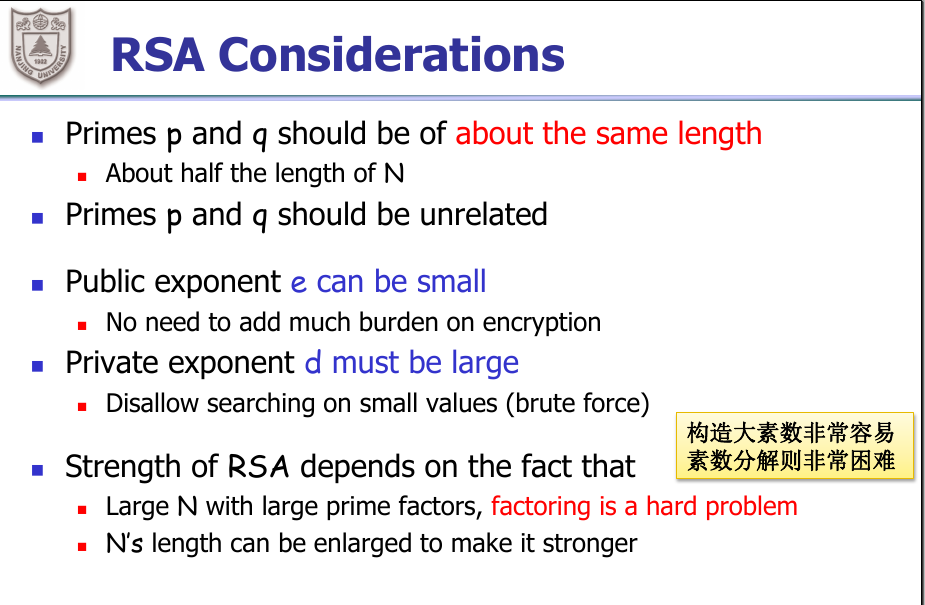 NANJING UNIVERSITY
1902
RSA Considerations
Primes p and q should be of about the same length
About half the length of N
Primes p and q should be unrelated
Public exponent e can be small
No need to add much burden on encryption
Private exponent d must be large
Disallow searching on small values (brute force)
构造大素数非常容易
素数分解则非常困难
Strength of RSA depends on the fact that
Large N with large prime factors, factoring is a hard problem
N's length can be enlarged to make it stronger